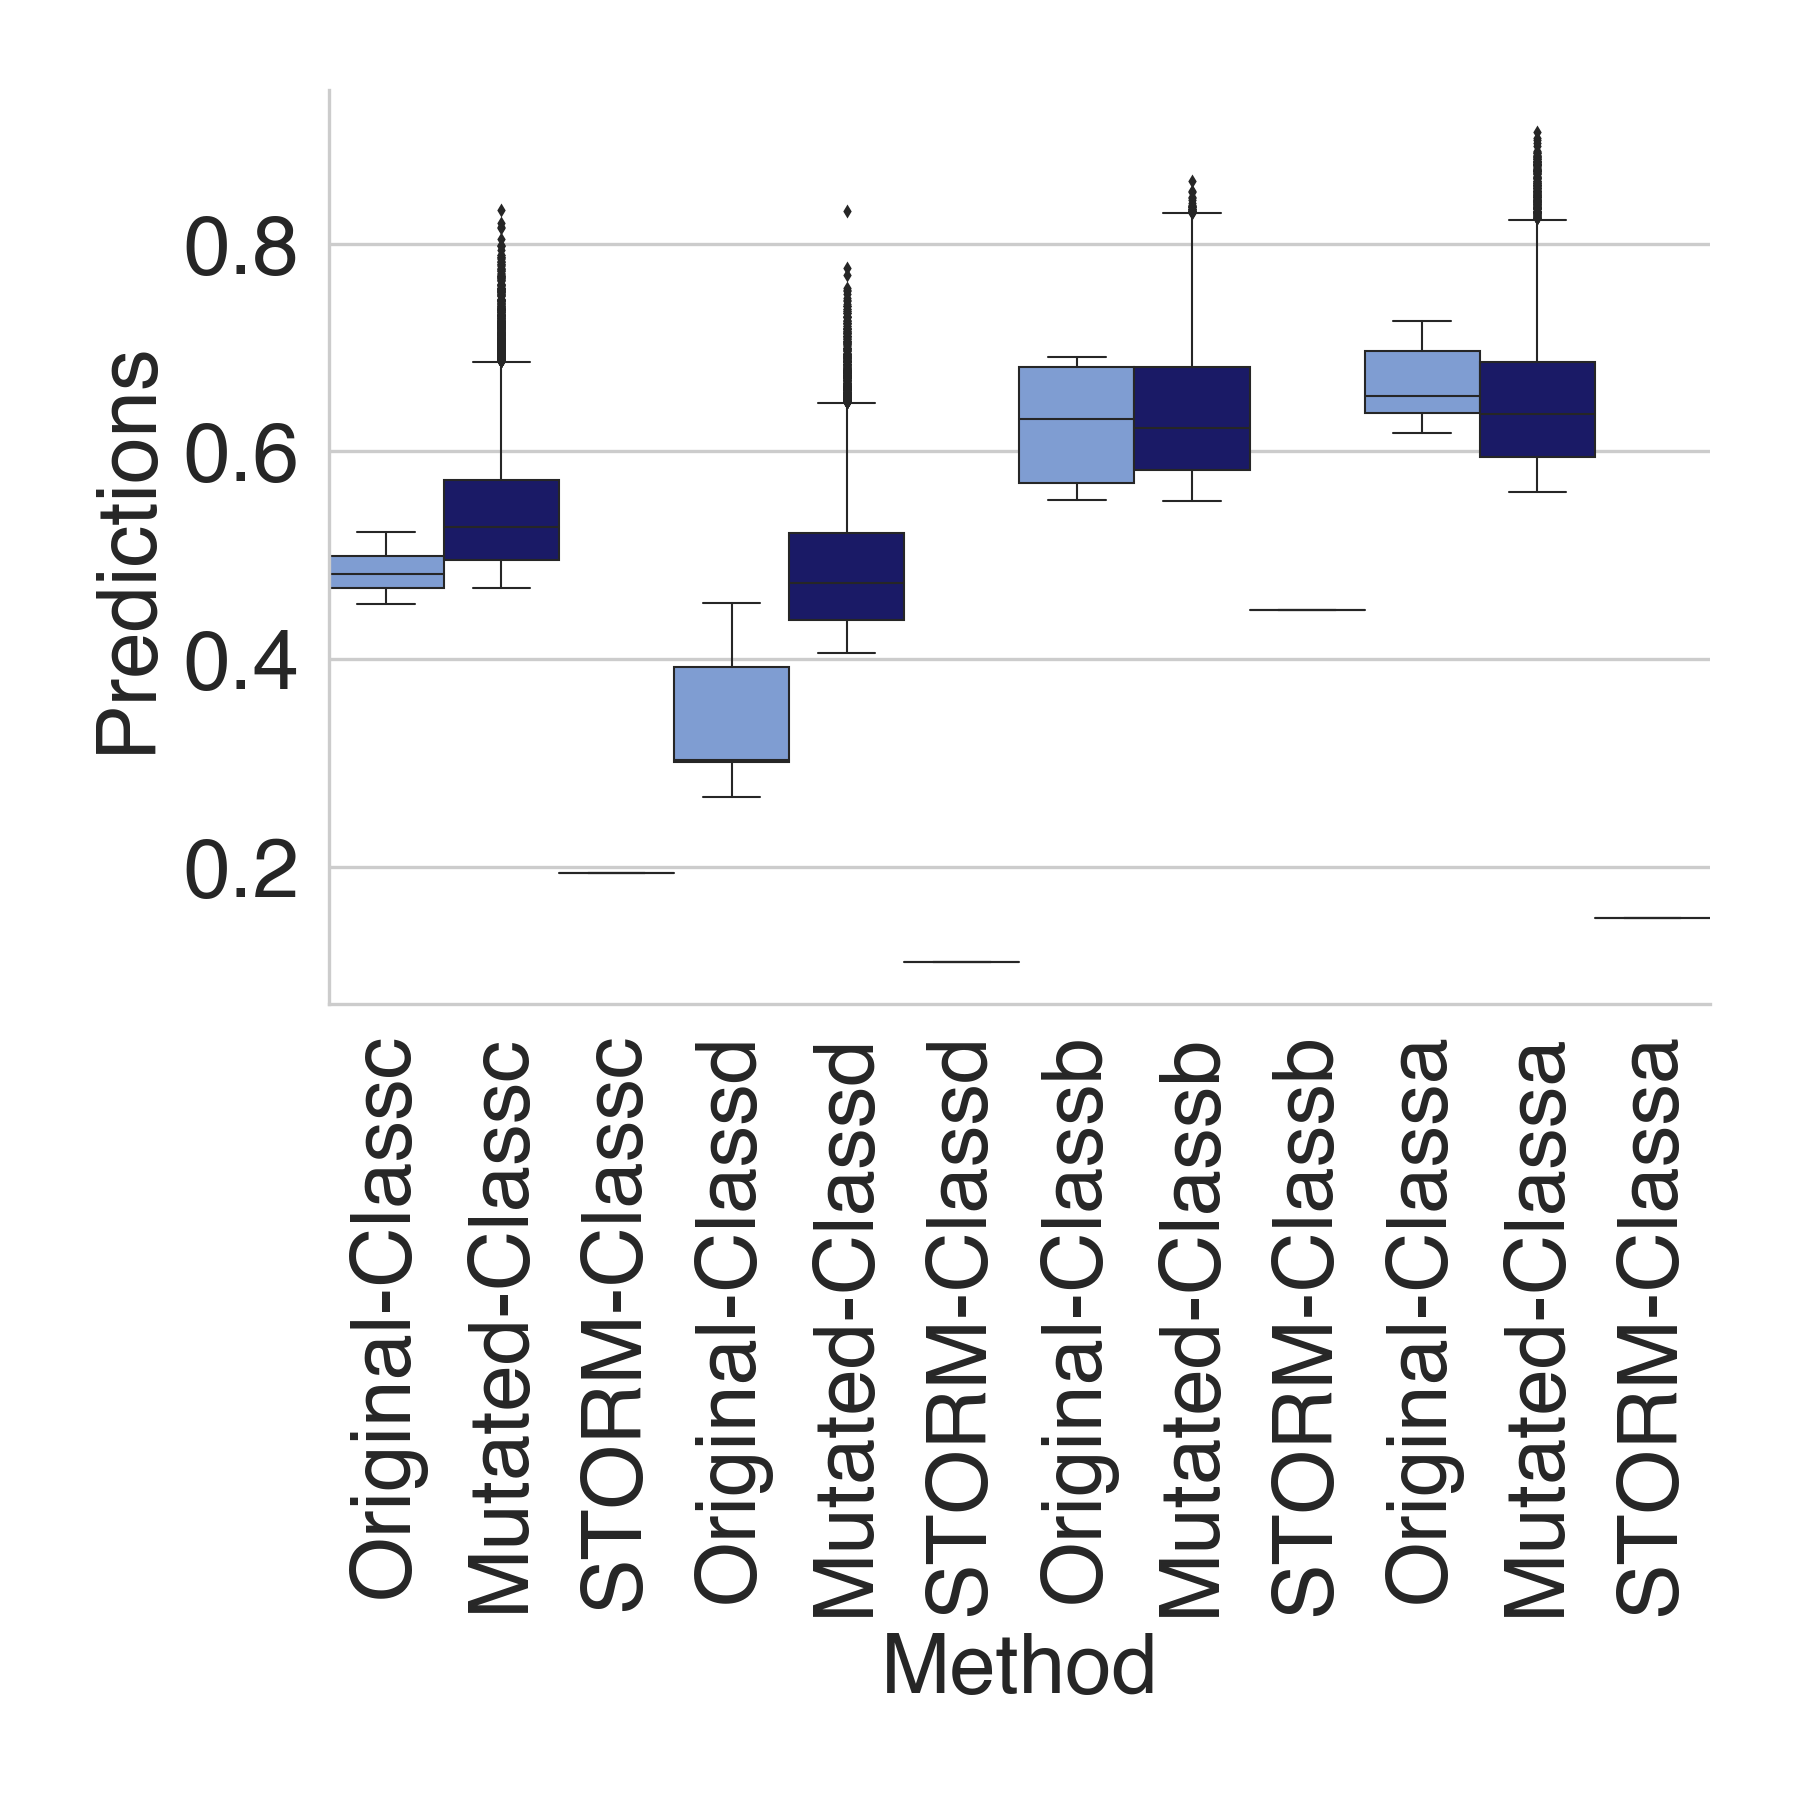 Predictions
0.8
0.6
0.4
0.2
Original-Classc
Mutated-Classc
STORM-Classc
Original-Classd
Mutated-Classd
STORM-Classd
Original-Classb
Mutated-Classb
STORM-Classb
Original-Classa
Mutated-Classa
STORM-Classa
Method